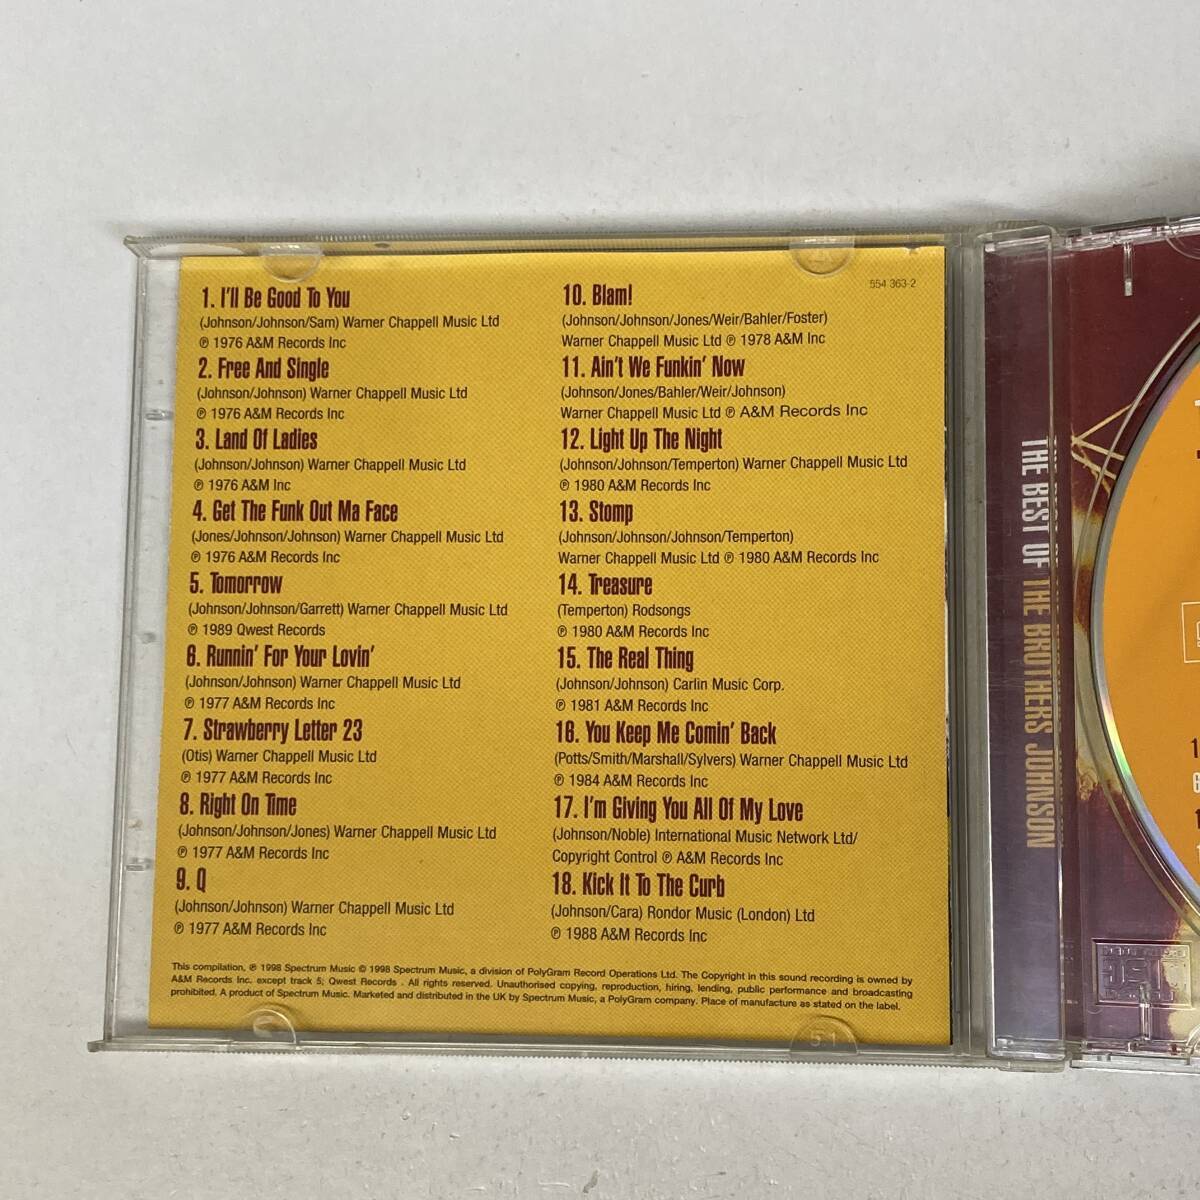 554 363-2
1. I'll Be Good To You
(Johnson/Johnson/Sam) Warner Chappell Music Ltd
℗ 1976 A&M Records Inc
2. Free And Single
(Johnson/Johnson) Warner Chappell Music Ltd
℗ 1976 A&M Records Inc
3. Land Of Ladies
(Johnson/Johnson) Warner Chappell Music Ltd
℗ 1976 A&M Inc
4. Get The Funk Out Ma Face
(Jones/Johnson/Johnson) Warner Chappell Music Ltd
℗ 1976 A&M Records Inc
5. Tomorrow
(Johnson/Johnson/Garrett) Warner Chappell Music Ltd
℗ 1989 Qwest Records
6. Runnin' For Your Lovin'
(Johnson/Johnson) Warner Chappell Music Ltd
℗ 1977 A&M Records Inc
7. Strawberry Letter 23
(Otis) Warner Chappell Music Ltd
℗ 1977 A&M Records Inc
8. Right On Time
(Johnson/Johnson/Jones) Warner Chappell Music Ltd
℗ 1977 A&M Records Inc
9. Q
(Johnson/Johnson) Warner Chappell Music Ltd
℗ 1977 A&M Records Inc
10. Blam!
(Johnson/Johnson/Jones/Weir/Bahler/Foster)
Warner Chappell Music Ltd ℗ 1978 A&M Inc
11. Ain't We Funkin' Now
(Johnson/Jones/Bahler/Weir/Johnson)
Warner Chappell Music Ltd ℗ A&M Records Inc
12. Light Up The Night
(Johnson/Johnson/Temperton) Warner Chappell Music Ltd
℗ 1980 A&M Records Inc
13. Stomp
(Johnson/Johnson/Johnson/Temperton)
Warner Chappell Music Ltd ℗ 1980 A&M Records Inc
14. Treasure
(Temperton) Rodsongs
℗ 1980 A&M Records Inc
15. The Real Thing
(Johnson/Johnson) Carlin Music Corp.
℗ 1981 A&M Records Inc
16. You Keep Me Comin' Back
(Potts/Smith/Marshall/Sylvers) Warner Chappell Music Ltd
℗ 1984 A&M Records Inc
17. I'm Giving You All Of My Love
(Johnson/Noble) International Music Network Ltd/
Copyright Control ℗ A&M Records Inc
18. Kick It To The Curb
(Johnson/Cara) Rondor Music (London) Ltd
℗ 1988 A&M Records Inc
This compilation, ℗ 1998 Spectrum Music © 1998 Spectrum Music, a division of PolyGram Record Operations Ltd. The Copyright in this sound recording is owned by
A&M Records Inc. except track 5; Qwest Records . All rights reserved. Unauthorised copying, reproduction, hiring, lending, public performance and broadcasting
prohibited. A product of Spectrum Music. Marketed and distributed in the UK by Spectrum Music, a PolyGram company. Place of manufacture as stated on the label.
THE BEST OF THE BROTHERS JOHNSON
51